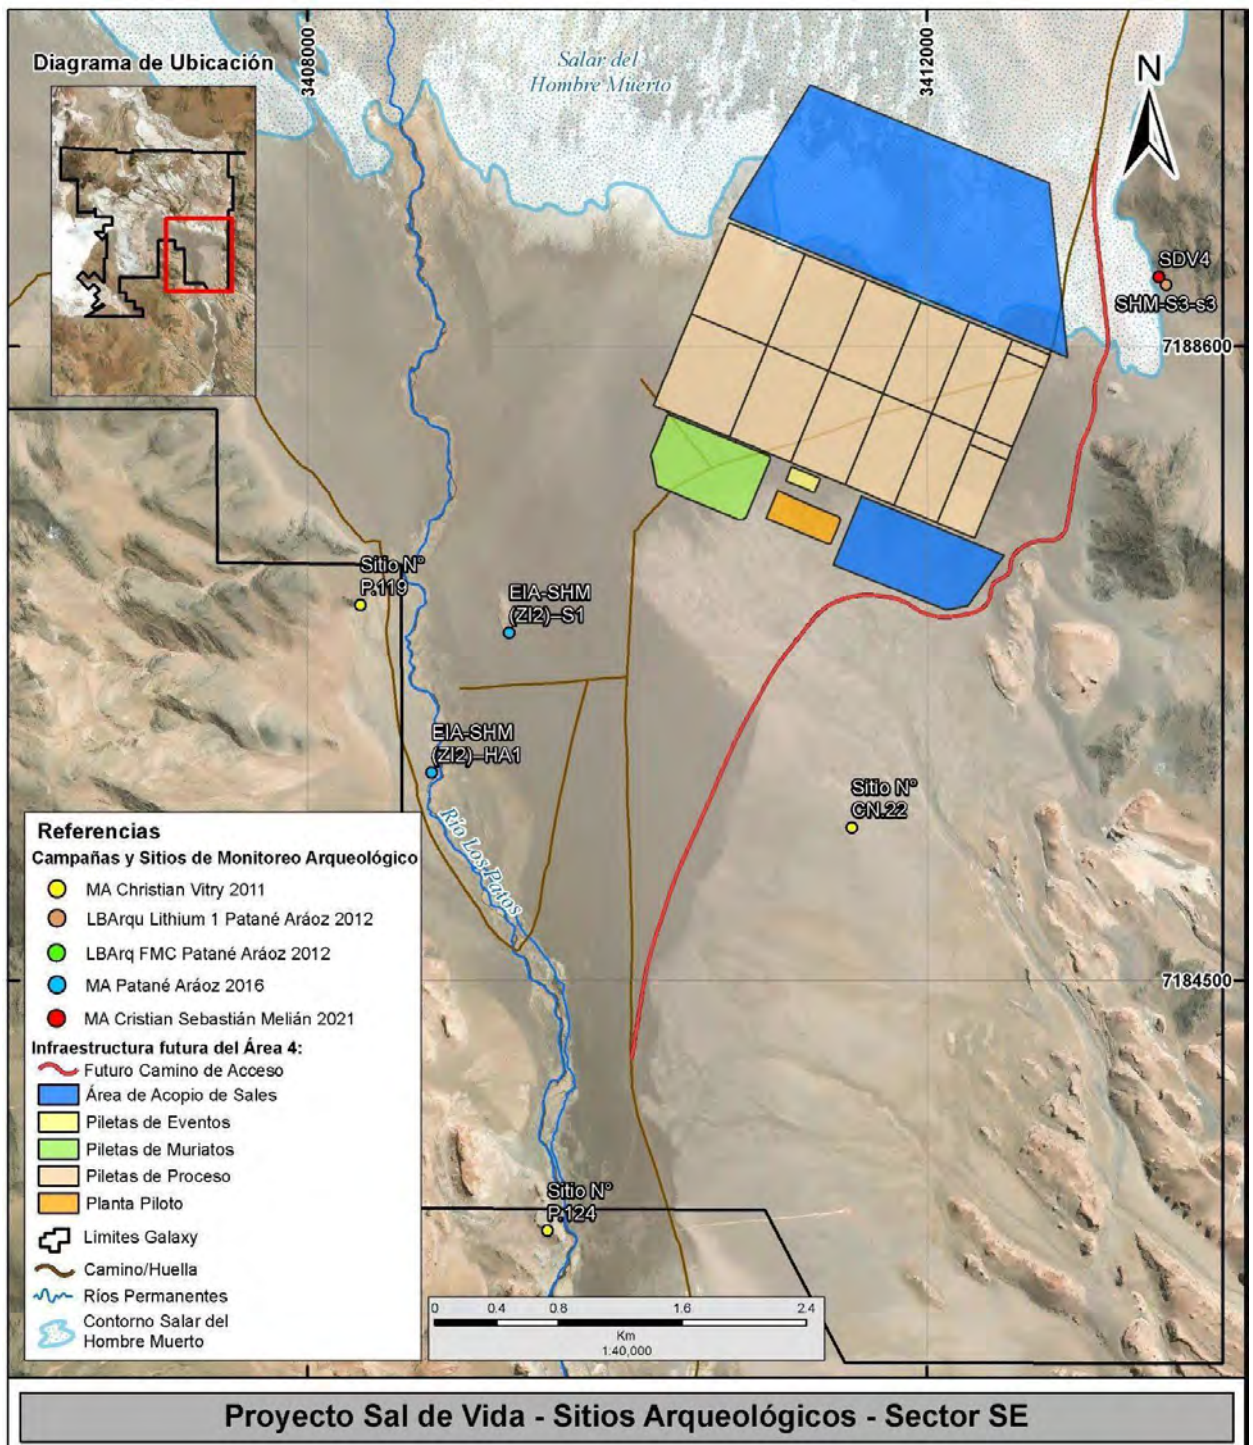 3408000
3412000
Diagrama de Ubicación
Salar del
Hombre Muerto
N
SDV4
SHM-S3-s3
7188600
Sitio N°
P.119
EIA-SHM
(ZI2)–S1
EIA-SHM
(ZI2)–HA1
Sitio N°
CN.22
Río Los Patos
7184500
Sitio N°
P.124
Referencias
Campañas y Sitios de Monitoreo Arqueológico
MA Christian Vitry 2011
LBArqu Lithium 1 Patané Aráoz 2012
LBArq FMC Patané Aráoz 2012
MA Patané Aráoz 2016
MA Cristian Sebastián Melián 2021
Infraestructura futura del Área 4:
Futuro Camino de Acceso
Área de Acopio de Sales
Piletas de Eventos
Piletas de Muriatos
Piletas de Proceso
Planta Piloto
Límites Galaxy
Camino/Huella
Ríos Permanentes
Contorno Salar del
Hombre Muerto
0 0.4 0.8 1.6 2.4
Km
1:40,000
Proyecto Sal de Vida - Sitios Arqueológicos - Sector SE